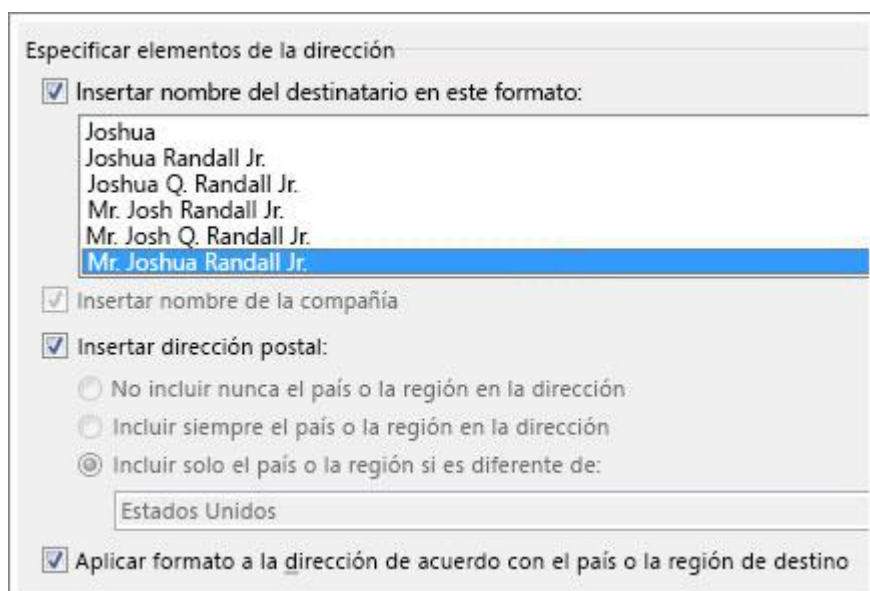 Especificar elementos de la dirección
Insertar nombre del destinatario en este formato:
Joshua
Joshua Randall Jr.
Joshua Q. Randall Jr.
Mr. Josh Randall Jr.
Mr. Josh Q. Randall Jr.
Mr. Joshua Randall Jr.
Insertar nombre de la compañía
Insertar dirección postal:
No incluir nunca el país o la región en la dirección
Incluir siempre el país o la región en la dirección
Incluir solo el país o la región si es diferente de:
Estados Unidos
Aplicar formato a la dirección de acuerdo con el país o la región de destino